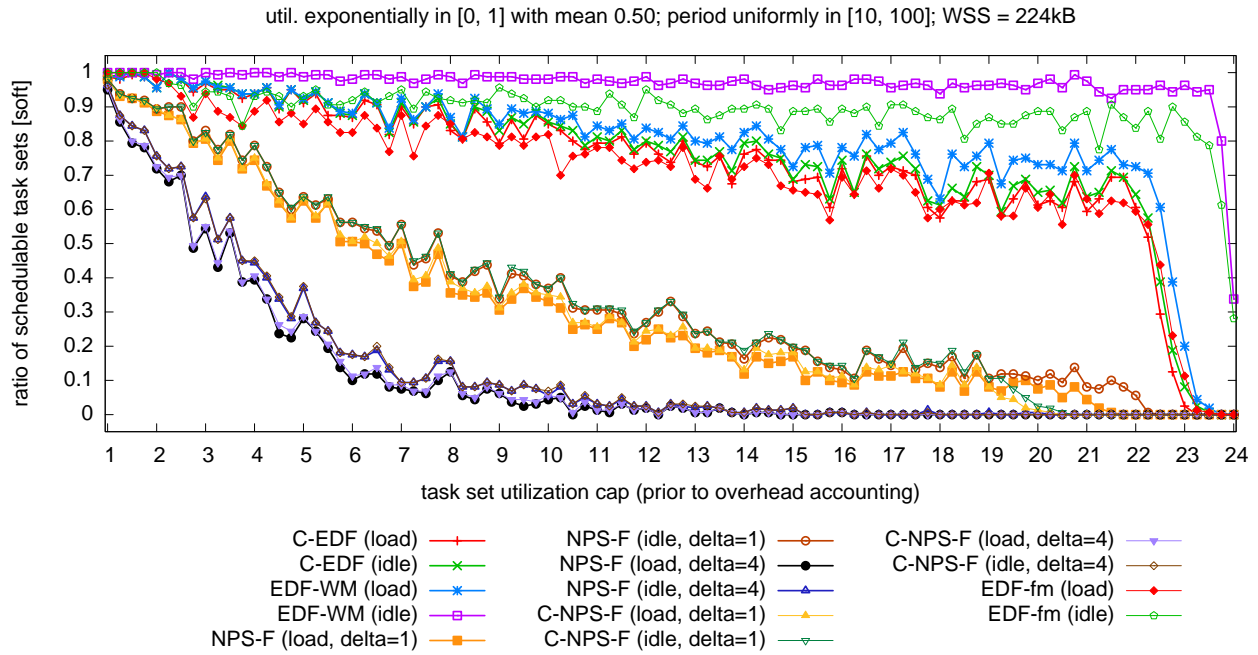 util. exponentially in [0, 1] with mean 0.50; period uniformly in [10, 100]; WSS = 224kB
ratio of schedulable task sets [soft]
1
0.9
0.8
0.7
0.6
0.5
0.4
0.3
0.2
0.1
0
1 2 3 4 5 6 7 8 9 10 11 12 13 14 15 16 17 18 19 20 21 22 23 24
task set utilization cap (prior to overhead accounting)
C-EDF (load)
C-EDF (idle)
EDF-WM (load)
EDF-WM (idle)
NPS-F (load, delta=1)
NPS-F (idle, delta=1)
NPS-F (load, delta=4)
NPS-F (idle, delta=4)
C-NPS-F (load, delta=1)
C-NPS-F (idle, delta=1)
C-NPS-F (load, delta=4)
C-NPS-F (idle, delta=4)
EDF-fm (load)
EDF-fm (idle)